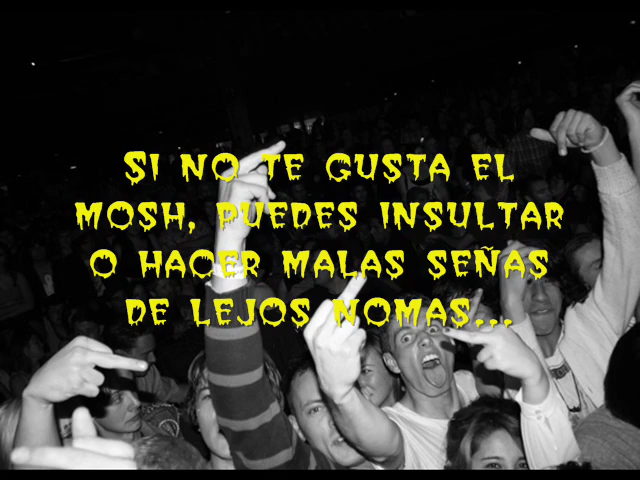 Si no te gusta el
mosh, puedes insultar
o hacer malas señas
de lejos nomas...